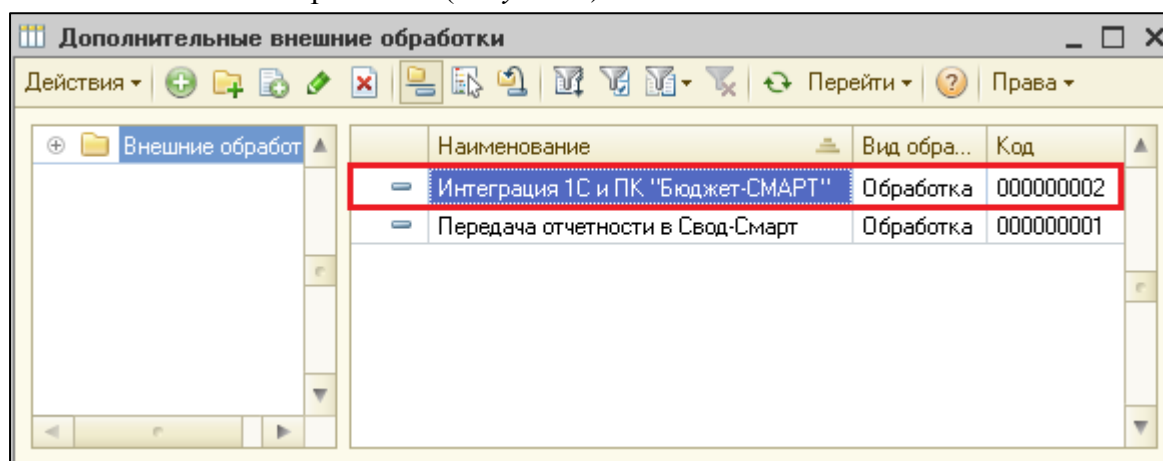 Дополнительные внешние обработки
Действия Перейти Права
Внешние обработ
Наименование Вид обра... Код
Интеграция 1С и ПК "Бюджет-СМАРТ" Обработка 000000002
Передача отчетности в Свод-Смарт Обработка 000000001